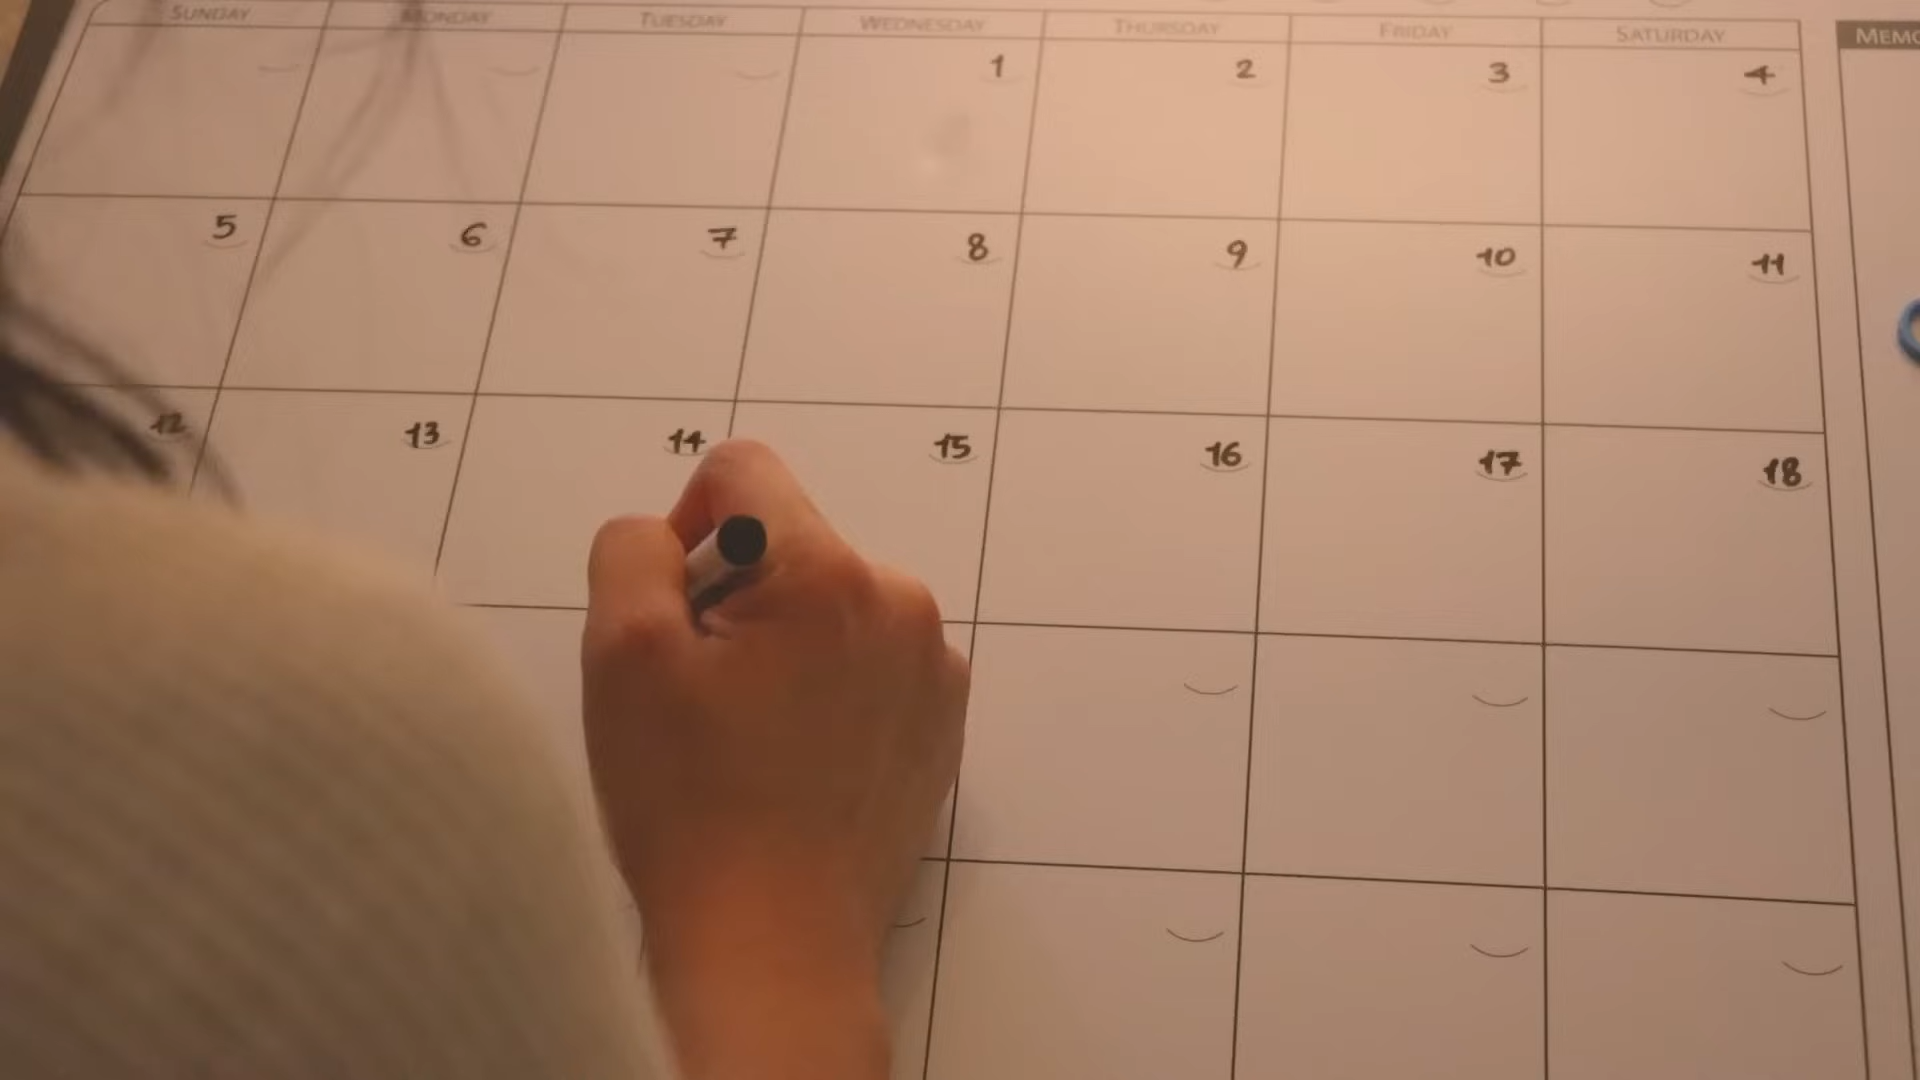 SUNDAY MONDAY TUESDAY WEDNESDAY THURSDAY FRIDAY SATURDAY
1 2 3 4
5 6 7 8 9 10 11
12 13 14 15 16 17 18